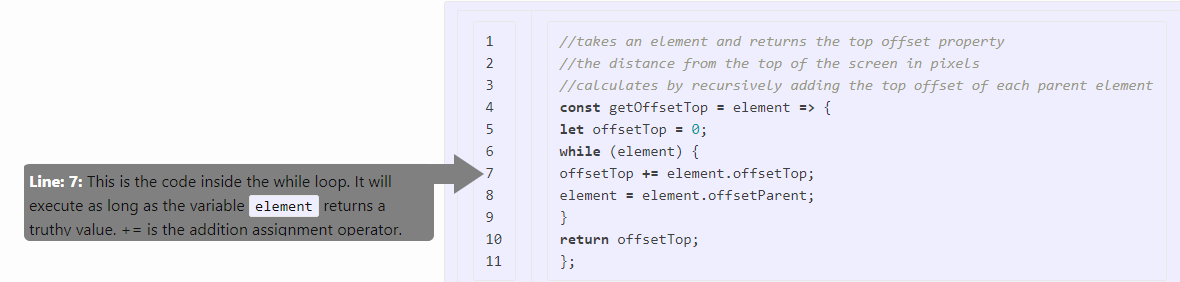 Line: 7: This is the code inside the while loop. It will
execute as long as the variable element returns a
truthy value. += is the addition assignment operator.
1 //takes an element and returns the top offset property
2 //the distance from the top of the screen in pixels
3 //calculates by recursively adding the top offset of each parent element
4 const getOffsetTop = element => {
5 let offsetTop = 0;
6 while (element) {
7 offsetTop += element.offsetTop;
8 element = element.offsetParent;
9 }
10 return offsetTop;
11 };